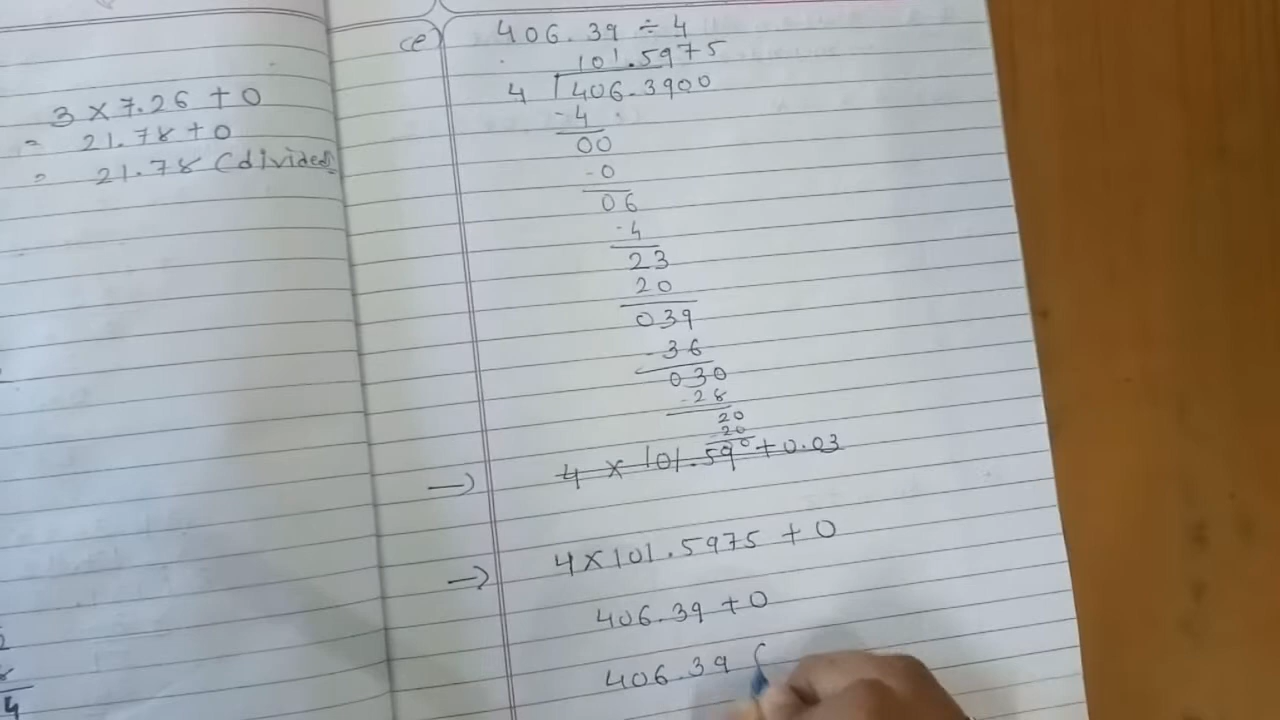 3 × 7.26 + 0
= 21.78 + 0
= 21.78 (divided
4
(e)
406.39 ÷ 4
101.5975
4 406.3900
-4
00
-0
06
-4
23
20
039
-36
030
-28
20
-20
0
→ 4 × 101.59 + 0.03
→ 4 × 101.5975 + 0
406.39 + 0
406.39 (